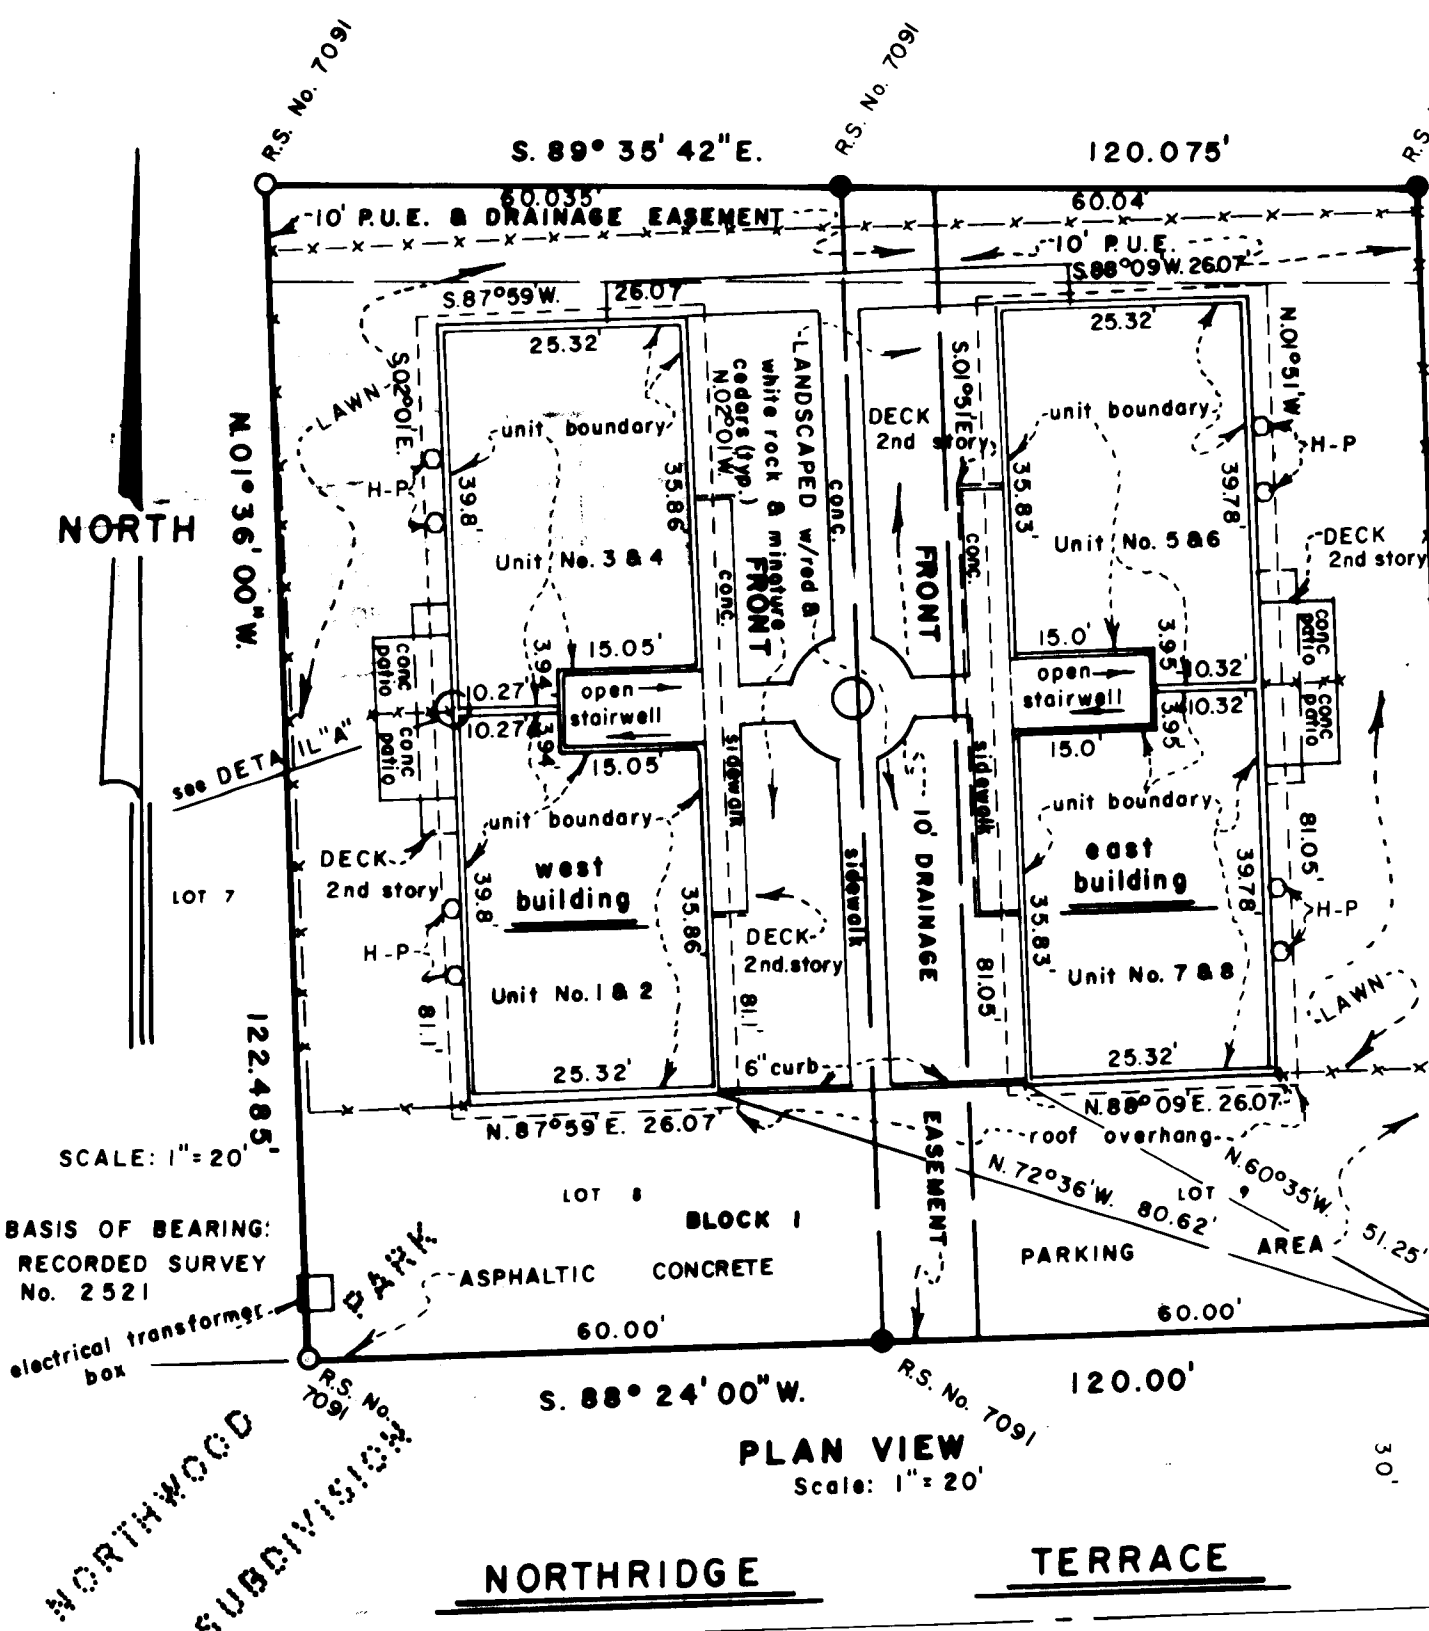 R.S. No. 7091
R.S. No. 7091
R.S.
S. 89° 35' 42" E.
120.075'
60.035'
60.04'
10' P.U.E. & DRAINAGE EASEMENT
10' P.U.E.
S.88°09'W. 26.07'
S.87°59'W. 26.07'
25.32'
25.32'
LAWN
S.02°01'E.
N.02°01'W.
LANDSCAPED w/red &
white rock & minature
cedars (typ.)
S.01°51'E.
N.01°51'W.
DECK
2nd story
unit boundary
unit boundary
H-P
H-P
39.8'
35.86'
35.83'
39.78'
NORTH
N.01°36'00"W.
Unit No. 3 & 4
Unit No. 5 & 6
conc.
conc.
conc.
FRONT
FRONT
DECK
2nd story
conc
patio
conc
patio
15.05'
3.94'
10.27'
10.27'
3.94'
15.05'
open
stairwell
15.0'
3.95'
10.32'
10.32'
3.95'
15.0'
open
stairwell
conc
patio
conc
see DETAIL "A"
unit boundary
unit boundary
sidewalk
sidewalk
sidewalk
10' DRAINAGE
EASEMENT
west
building
east
building
DECK
2nd story
LOT 7
39.8'
35.86'
35.83'
39.78'
81.05'
H-P
H-P
DECK
2nd. story
Unit No. 1 & 2
Unit No. 7 & 8
81.1'
81.1'
81.05'
LAWN
122.485'
25.32'
6" curb
25.32'
N.87°59'E. 26.07'
N.88°09'E. 26.07'
roof overhang
SCALE: 1"=20'
N. 72°36'W. 80.62'
N.60°35'W. 51.25'
LOT 8
LOT 9
BLOCK 1
BASIS OF BEARING:
RECORDED SURVEY
No. 2521
PARK
ASPHALTIC CONCRETE
PARKING AREA
electrical transformer
box
60.00'
60.00'
R.S. No.
7091
S. 88° 24' 00" W.
R.S. No. 7091
120.00'
PLAN VIEW
Scale: 1"=20'
30'
NORTHWOOD
SUBDIVISION
NORTHRIDGE TERRACE